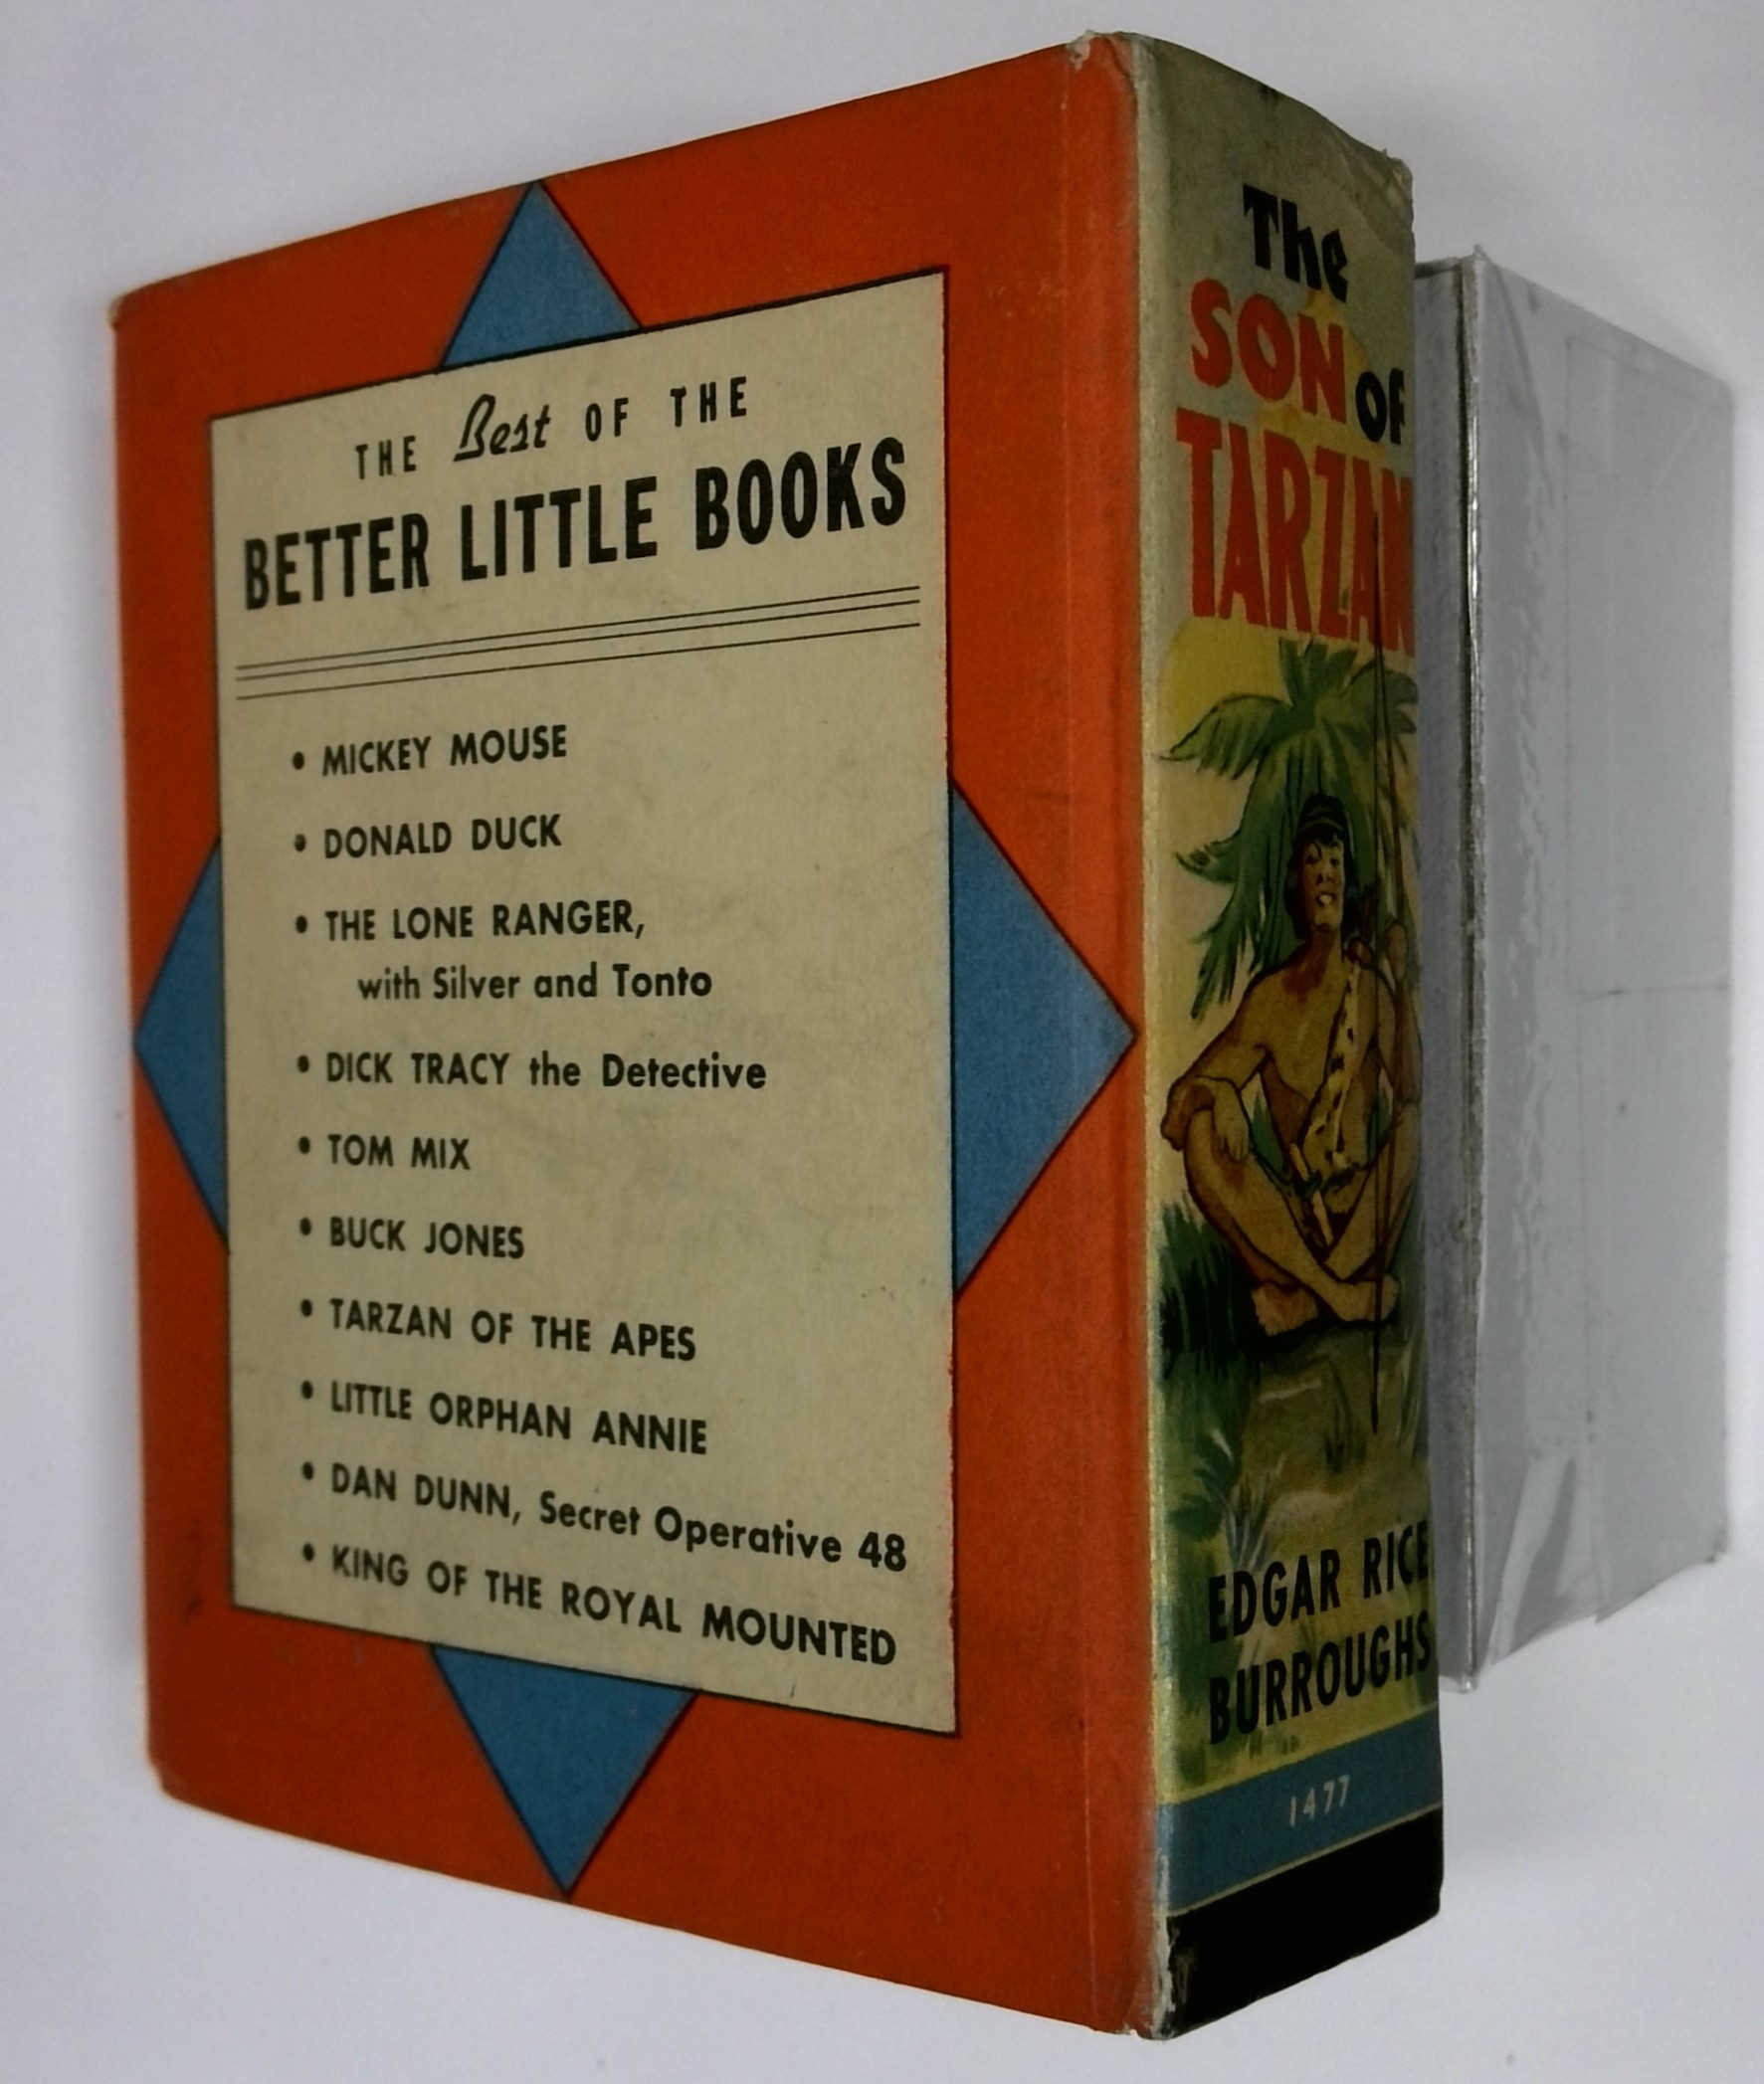 THE Best OF THE
BETTER LITTLE BOOKS
• MICKEY MOUSE
• DONALD DUCK
• THE LONE RANGER,
with Silver and Tonto
• DICK TRACY the Detective
• TOM MIX
• BUCK JONES
• TARZAN OF THE APES
• LITTLE ORPHAN ANNIE
• DAN DUNN, Secret Operative 48
• KING OF THE ROYAL MOUNTED
The
SON OF
TARZAN
EDGAR RICE
BURROUGHS
1477